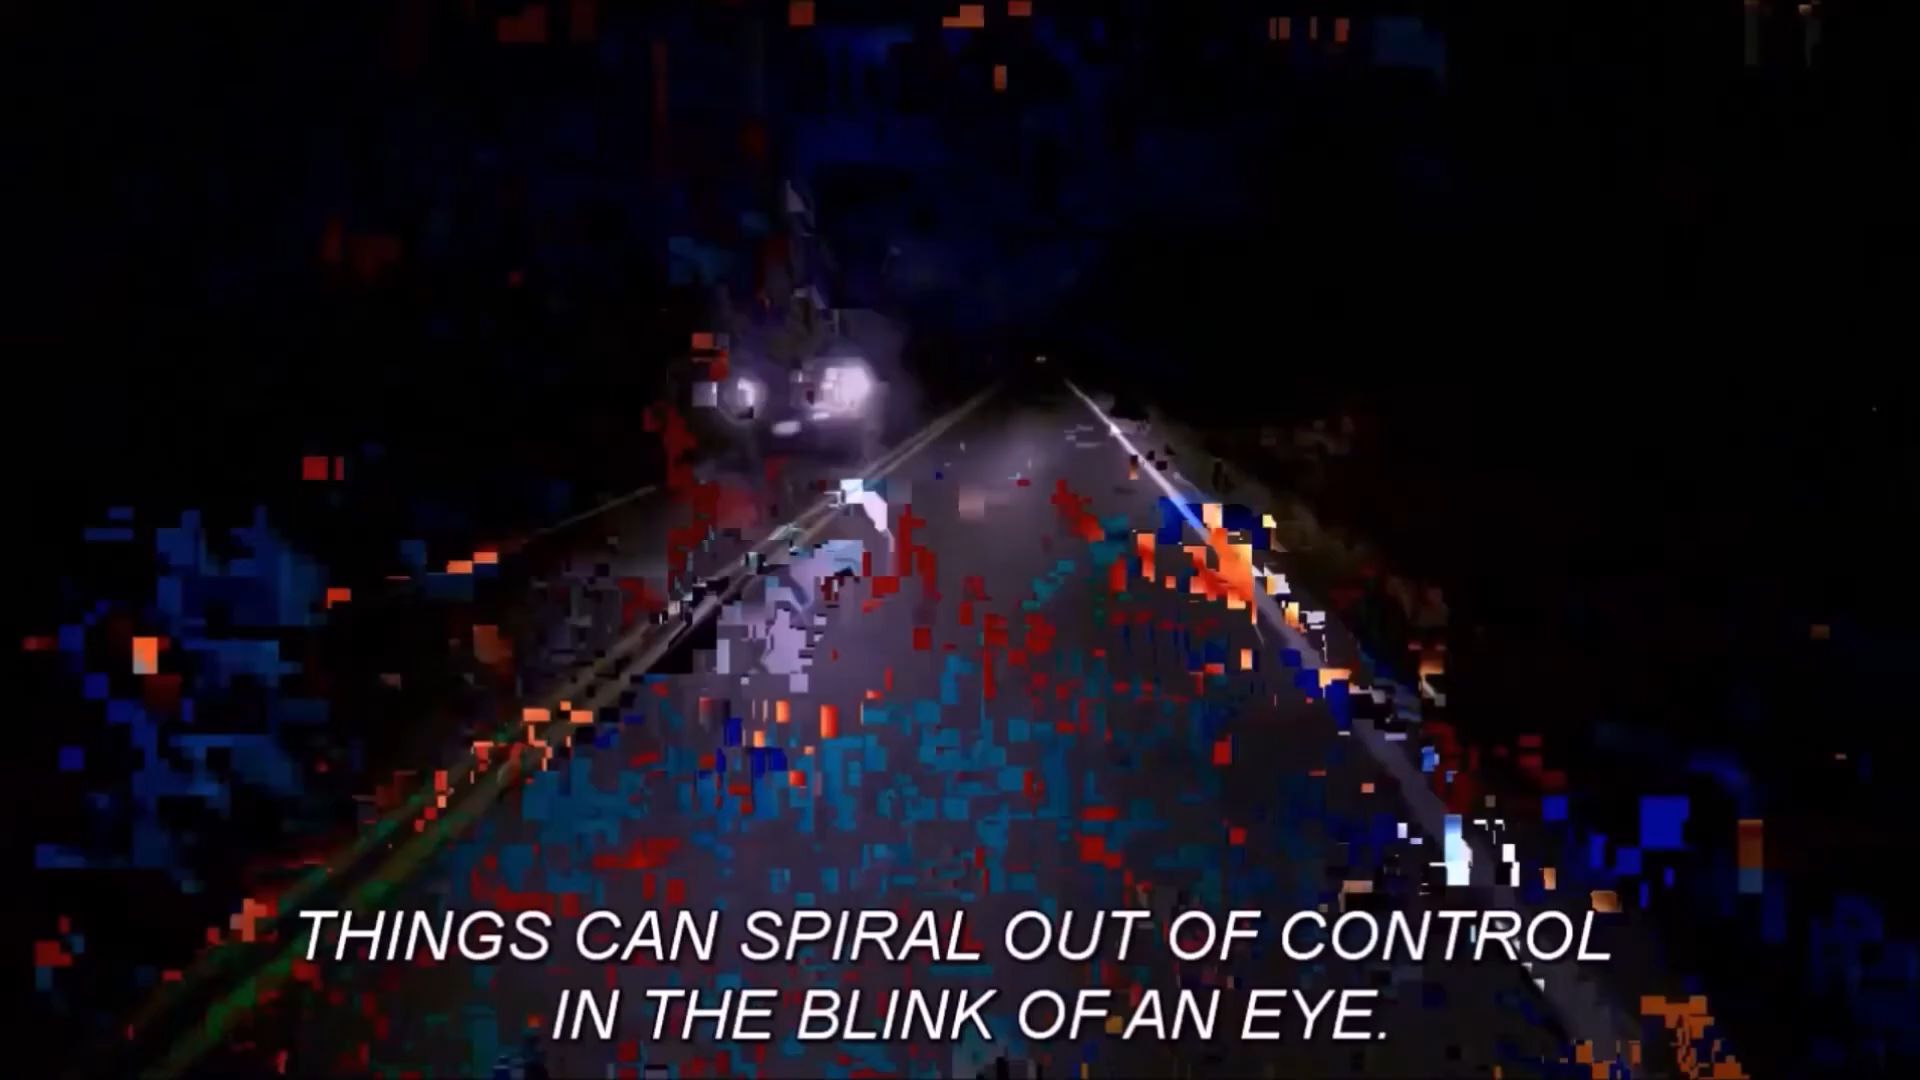 THINGS CAN SPIRAL OUT OF CONTROL
IN THE BLINK OF AN EYE.